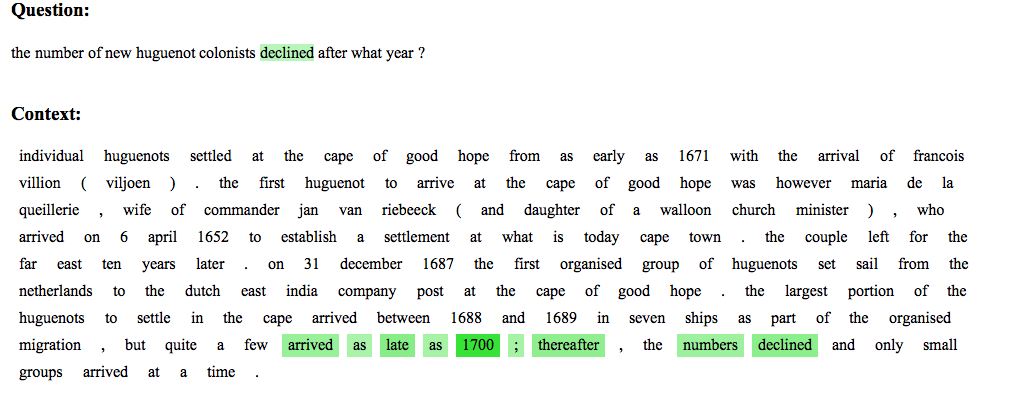 Question:
the number of new huguenot colonists declined after what year ?
Context:
individual huguenots settled at the cape of good hope from as early as 1671 with the arrival of francois
villion ( viljoen ) . the first huguenot to arrive at the cape of good hope was however maria de la
queillerie , wife of commander jan van riebeeck ( and daughter of a walloon church minister ) , who
arrived on 6 april 1652 to establish a settlement at what is today cape town . the couple left for the
far east ten years later . on 31 december 1687 the first organised group of huguenots set sail from the
netherlands to the dutch east india company post at the cape of good hope . the largest portion of the
huguenots to settle in the cape arrived between 1688 and 1689 in seven ships as part of the organised
migration , but quite a few arrived as late as 1700 ; thereafter , the numbers declined and only small
groups arrived at a time .